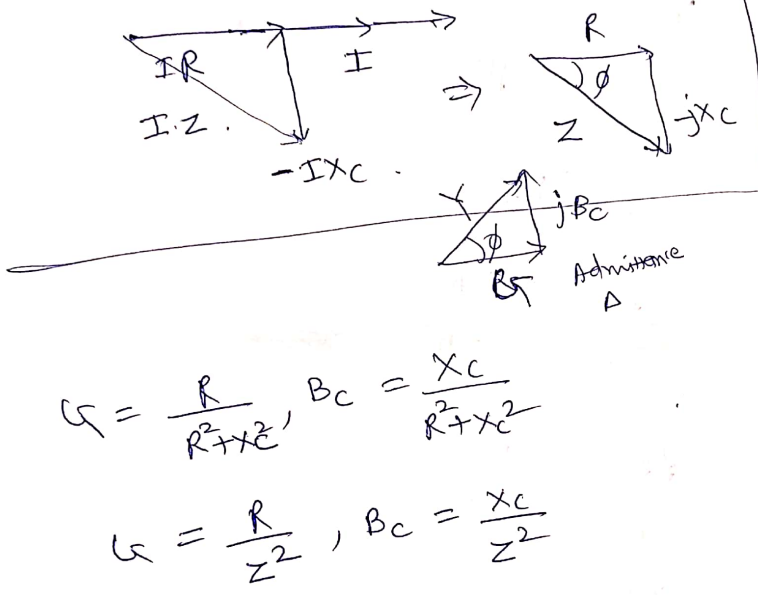 IR I R
ϕ
I.Z. ⇒ Z -jXC
-IXC.
Y jBC
ϕ
G Admittance
Δ
G = R/(R²+XC²), BC = XC/(R²+XC²)
G = R/Z², BC = XC/Z²